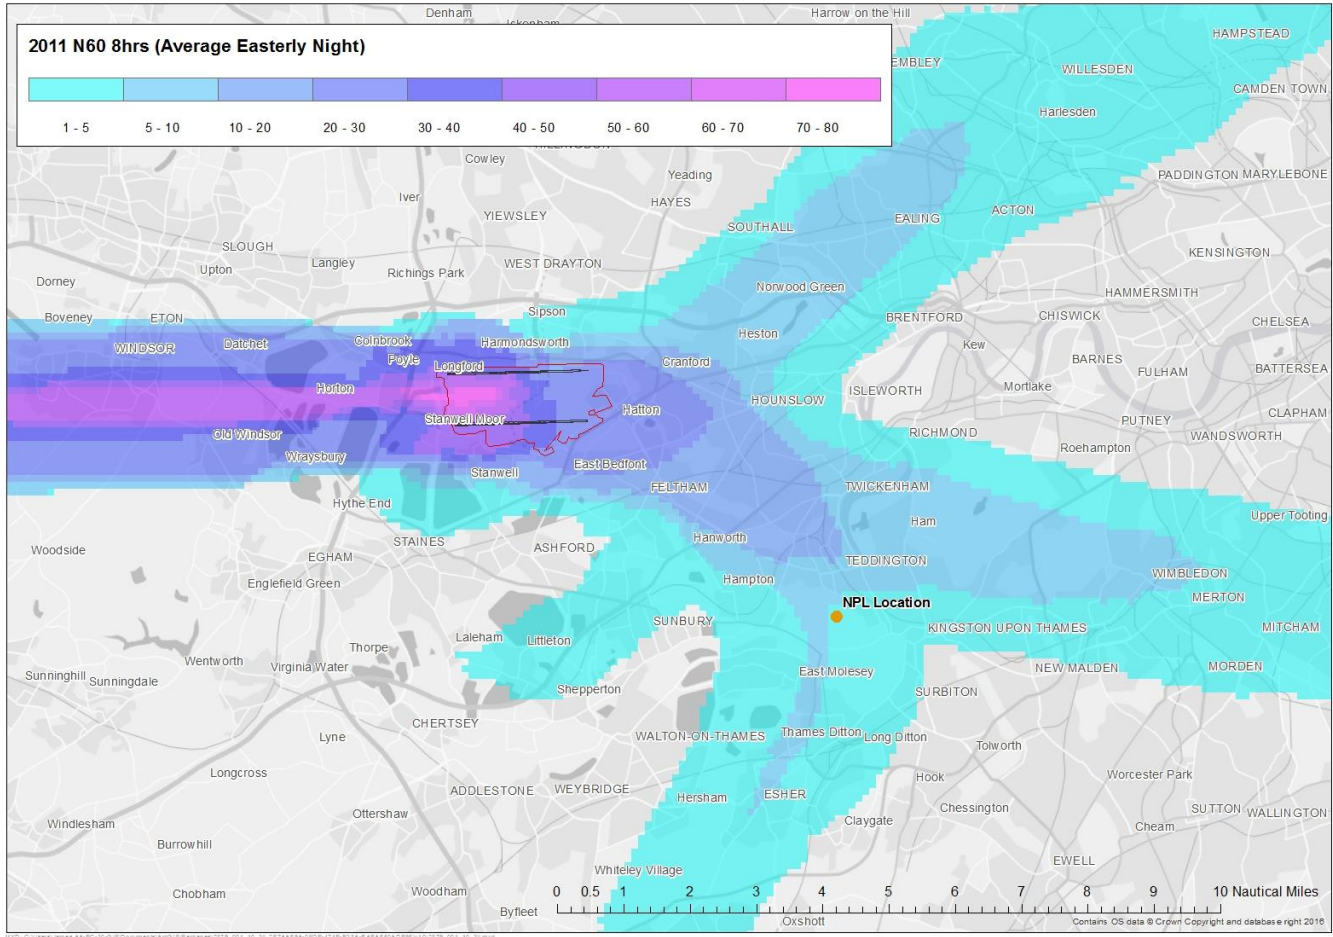 Denham
Ickenham
Harrow on the Hill
HAMPSTEAD
2011 N60 8hrs (Average Easterly Night)
EMBLEY
WILLESDEN
CAMDEN TOWN
Harlesden
1 - 5 5 - 10 10 - 20 20 - 30 30 - 40 40 - 50 50 - 60 60 - 70 70 - 80
Cowley
Yeading
PADDINGTON MARYLEBONE
Iver
HAYES
YIEWSLEY
SOUTHALL
EALING
ACTON
SLOUGH
Langley
WEST DRAYTON
KENSINGTON
Upton
Richings Park
Dorney
Norwood Green
HAMMERSMITH
Boveney
ETON
Sipson
BRENTFORD
CHISWICK
CHELSEA
WINDSOR
Datchet
Colnbrook
Harmondsworth
Heston
Kew
Poyle
Longford
Cranford
BARNES
FULHAM
BATTERSEA
Horton
ISLEWORTH
Mortlake
HOUNSLOW
Stanwell Moor
Hatton
PUTNEY
CLAPHAM
Old Windsor
RICHMOND
WANDSWORTH
Wraysbury
East Bedfont
Roehampton
Stanwell
FELTHAM
TWICKENHAM
Hythe End
Ham
Upper Tooting
STAINES
Hanworth
Woodside
EGHAM
ASHFORD
TEDDINGTON
Englefield Green
Hampton
WIMBLEDON
NPL Location
MERTON
SUNBURY
KINGSTON UPON THAMES
MITCHAM
Laleham
Littleton
Thorpe
Wentworth
Virginia Water
East Molesey
NEW MALDEN
MORDEN
Sunninghill
Sunningdale
Shepperton
SURBITON
CHERTSEY
Lyne
WALTON-ON-THAMES
Thames Ditton
Long Ditton
Tolworth
Longcross
Hook
Worcester Park
ADDLESTONE
WEYBRIDGE
Hersham
ESHER
Chessington
SUTTON
WALLINGTON
Ottershaw
Windlesham
Claygate
Cheam
Burrowhill
EWELL
Whiteley Village
Chobham
Woodham
0 0.5 1 2 3 4 5 6 7 8 9 10 Nautical Miles
Byfleet
Oxshott
Contains OS data © Crown Copyright and database right 2016